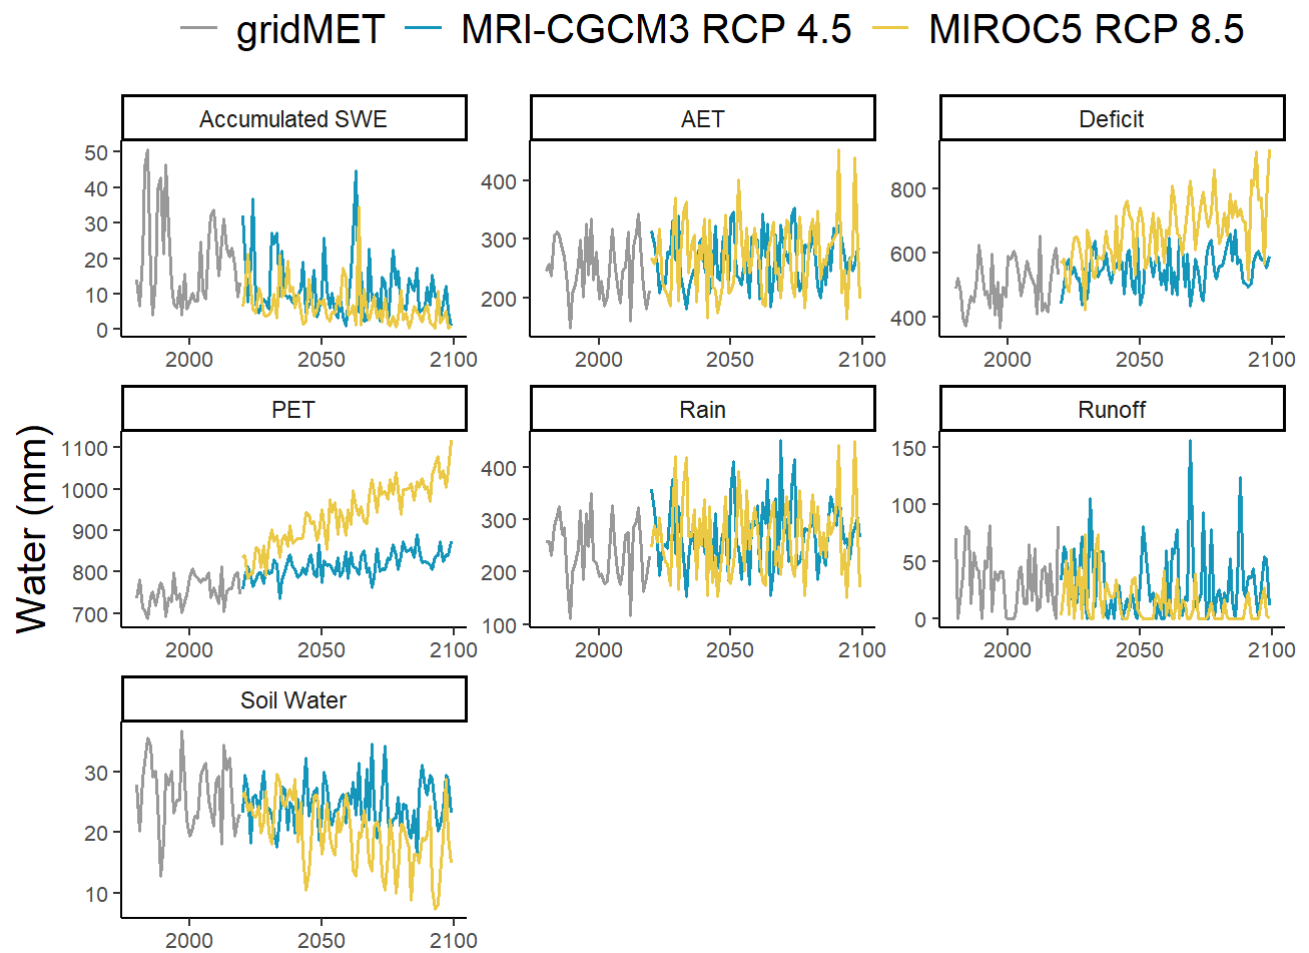 gridMET MRI-CGCM3 RCP 4.5 MIROC5 RCP 8.5
Water (mm)
Accumulated SWE
50
40
30
20
10
0
2000 2050 2100
AET
400
300
200
2000 2050 2100
Deficit
800
600
400
2000 2050 2100
PET
1100
1000
900
800
700
2000 2050 2100
Rain
400
300
200
100
2000 2050 2100
Runoff
150
100
50
0
2000 2050 2100
Soil Water
30
20
10
2000 2050 2100